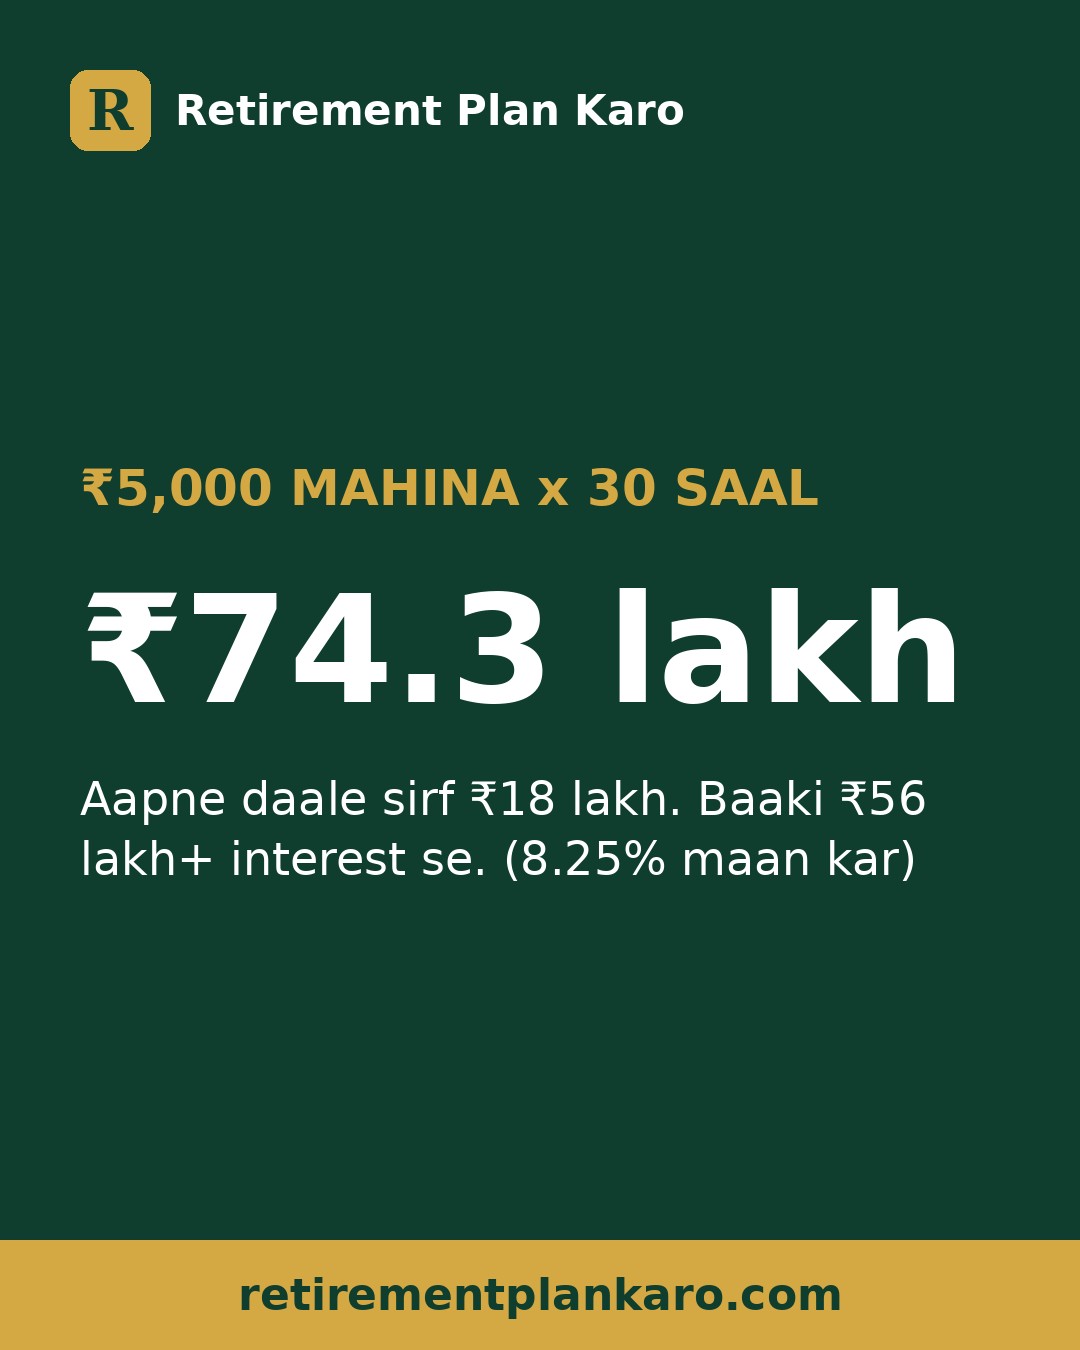 R
Retirement Plan Karo
₹5,000 MAHINA x 30 SAAL
₹74.3 lakh
Aapne daale sirf ₹18 lakh. Baaki ₹56
lakh+ interest se. (8.25% maan kar)
retirementplankaro.com